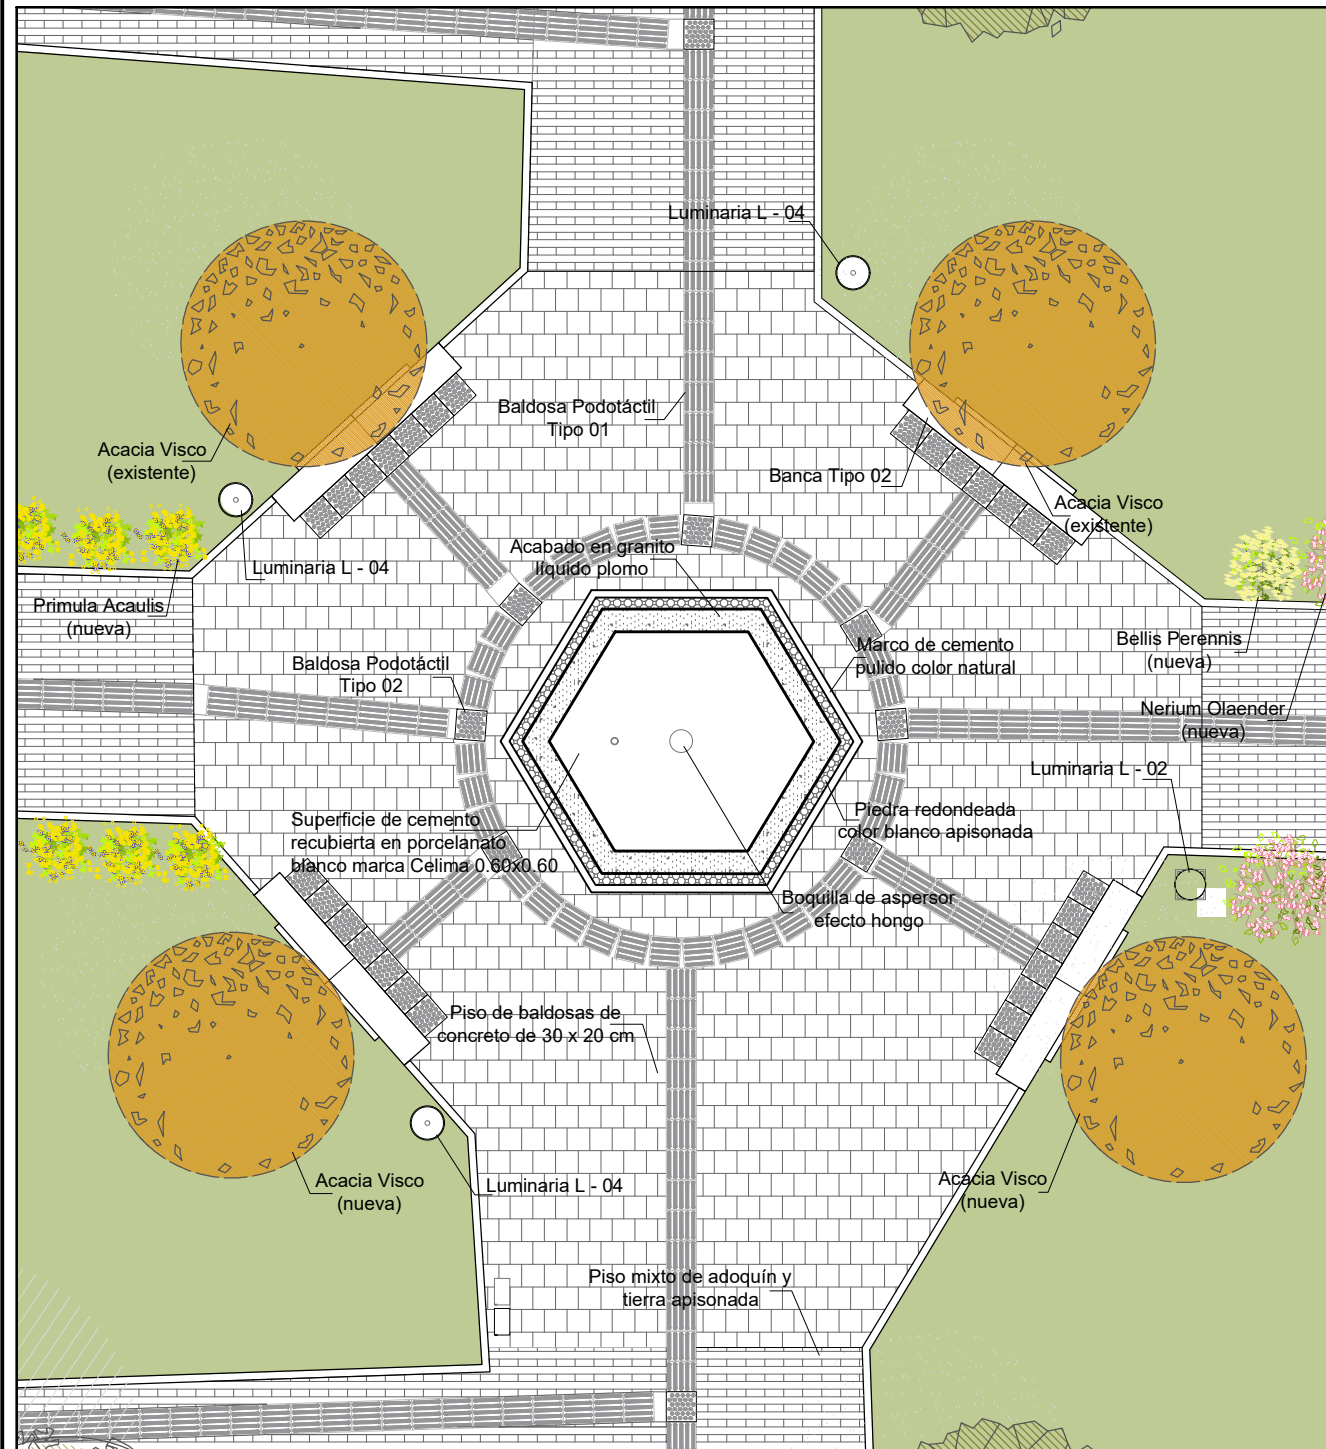 Luminaria L - 04
Baldosa Podotáctil
Tipo 01
Acacia Visco
(existente)
Banca Tipo 02
Acacia Visco
(existente)
Acabado en granito
líquido plomo
Luminaria L - 04
Primula Acaulis
(nueva)
Marco de cemento
pulido color natural
Bellis Perennis
(nueva)
Baldosa Podotáctil
Tipo 02
Nerium Olaender
(nueva)
Luminaria L - 02
Superficie de cemento
recubierta en porcelanato
blanco marca Celima 0.60x0.60
Piedra redondeada
color blanco apisonada
Boquilla de aspersor
efecto hongo
Piso de baldosas de
concreto de 30 x 20 cm
Acacia Visco
(nueva)
Luminaria L - 04
Acacia Visco
(nueva)
Piso mixto de adoquín y
tierra apisonada